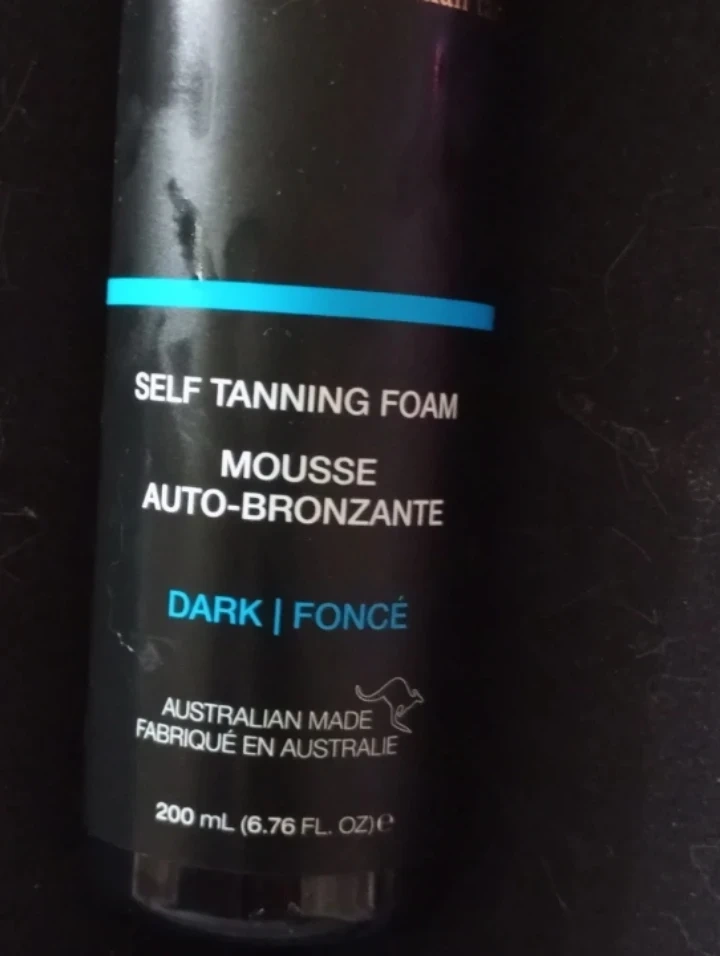 SELF TANNING FOAM
MOUSSE
AUTO-BRONZANTE
DARK | FONCÉ
AUSTRALIAN MADE
FABRIQUÉ EN AUSTRALIE
200 mL (6.76 FL. OZ)℮